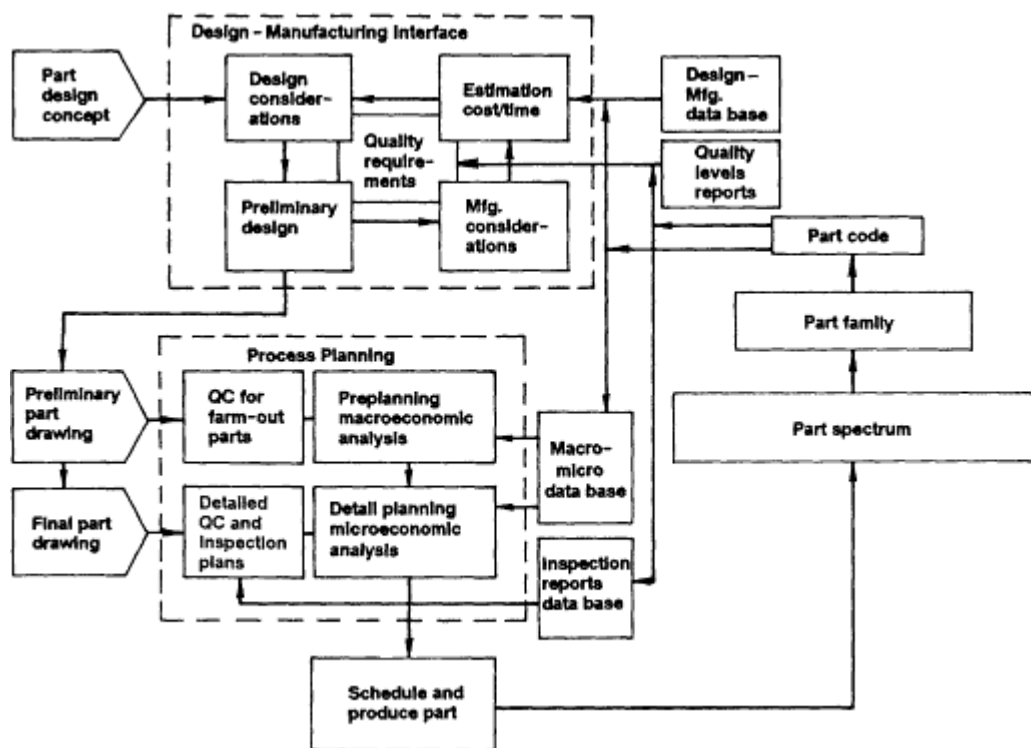 Design – Manufacturing Interface
Part
design
concept
Design
consider-
ations
Estimation
cost/time
Design –
Mfg.
data base
Quality
require-
ments
Quality
levels
reports
Preliminary
design
Mfg.
consider-
ations
Part code
Part family
Process Planning
Preliminary
part
drawing
QC for
farm-out
parts
Preplanning
macroeconomic
analysis
Macro-
micro
data base
Part spectrum
Final part
drawing
Detailed
QC and
Inspection
plans
Detail planning
microeconomic
analysis
Inspection
reports
data base
Schedule and
produce part